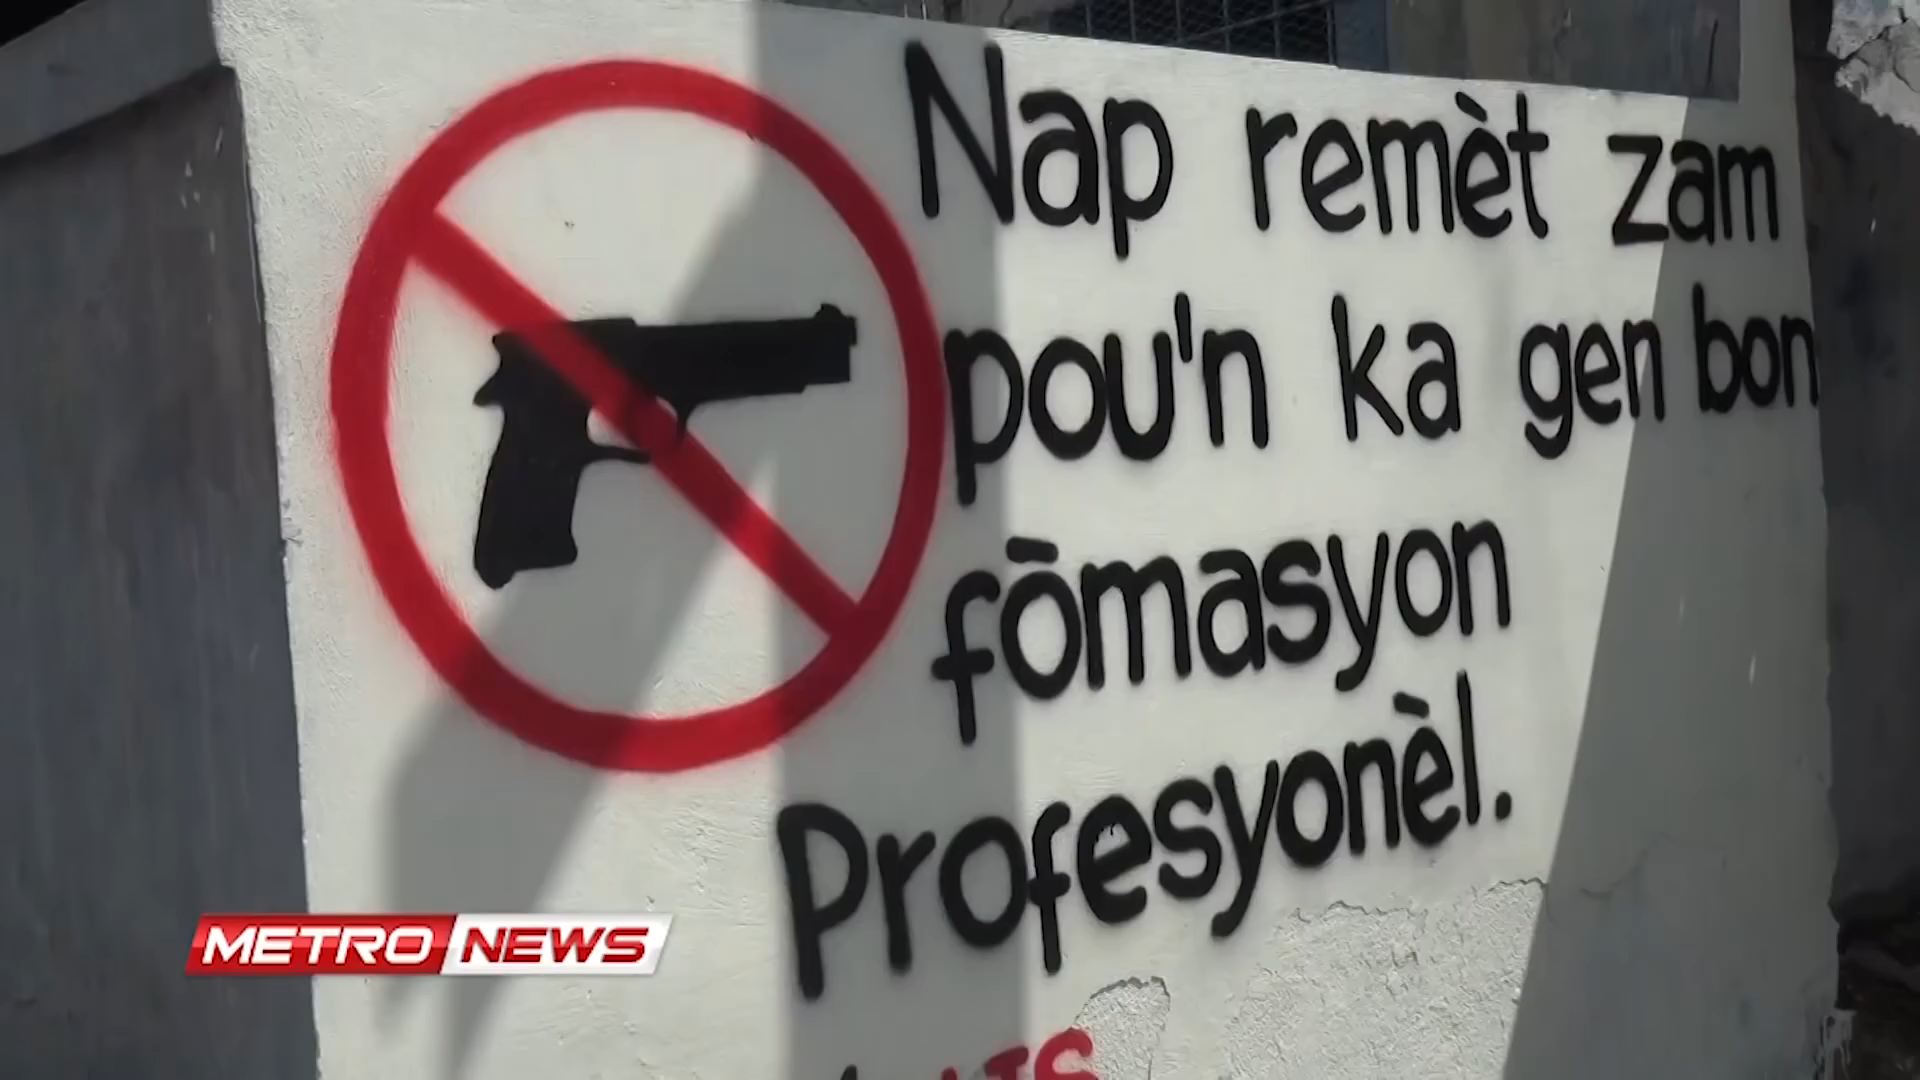 Nap remèt zam
pou'n ka gen bon
fōmasyon
Profesyonèl.
METRO NEWS